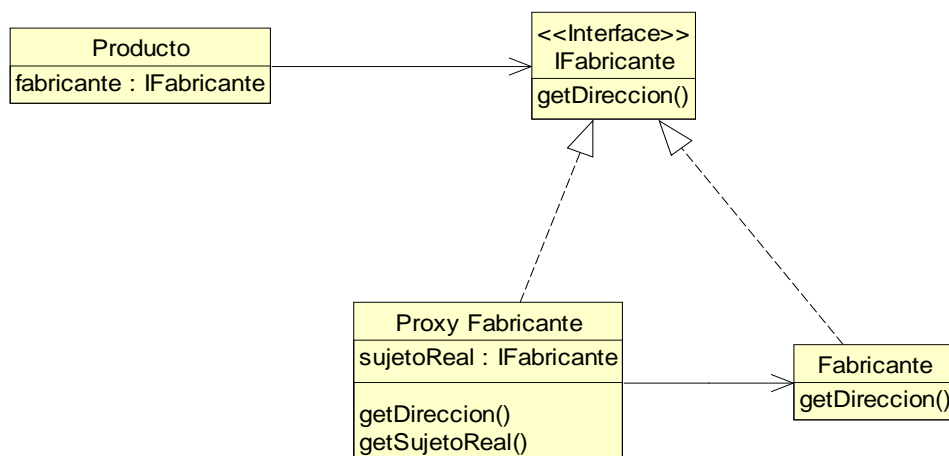 Producto
fabricante : IFabricante
<<Interface>>
IFabricante
getDireccion()
Proxy Fabricante
sujetoReal : IFabricante
getDireccion()
getSujetoReal()
Fabricante
getDireccion()